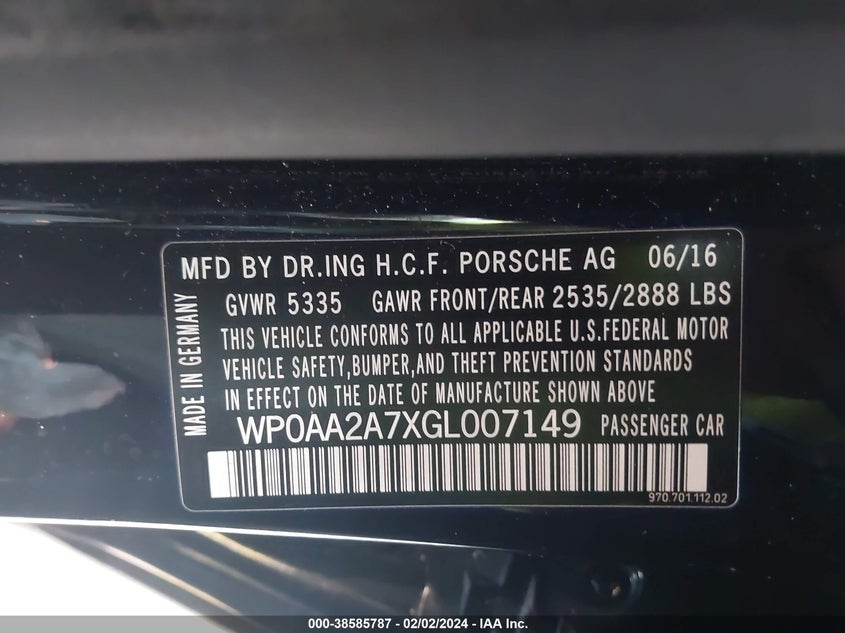 MFD BY DR.ING H.C.F. PORSCHE AG 06/16
GVWR 5335 GAWR FRONT/REAR 2535/2888 LBS
THIS VEHICLE CONFORMS TO ALL APPLICABLE U.S.FEDERAL MOTOR
VEHICLE SAFETY,BUMPER,AND THEFT PREVENTION STANDARDS
IN EFFECT ON THE DATE OF MANUFACTURE SHOWN ABOVE
WP0AA2A7XGL007149 PASSENGER CAR
970.701.112.02
MADE IN GERMANY
000-38585787 - 02/02/2024 - IAA Inc.